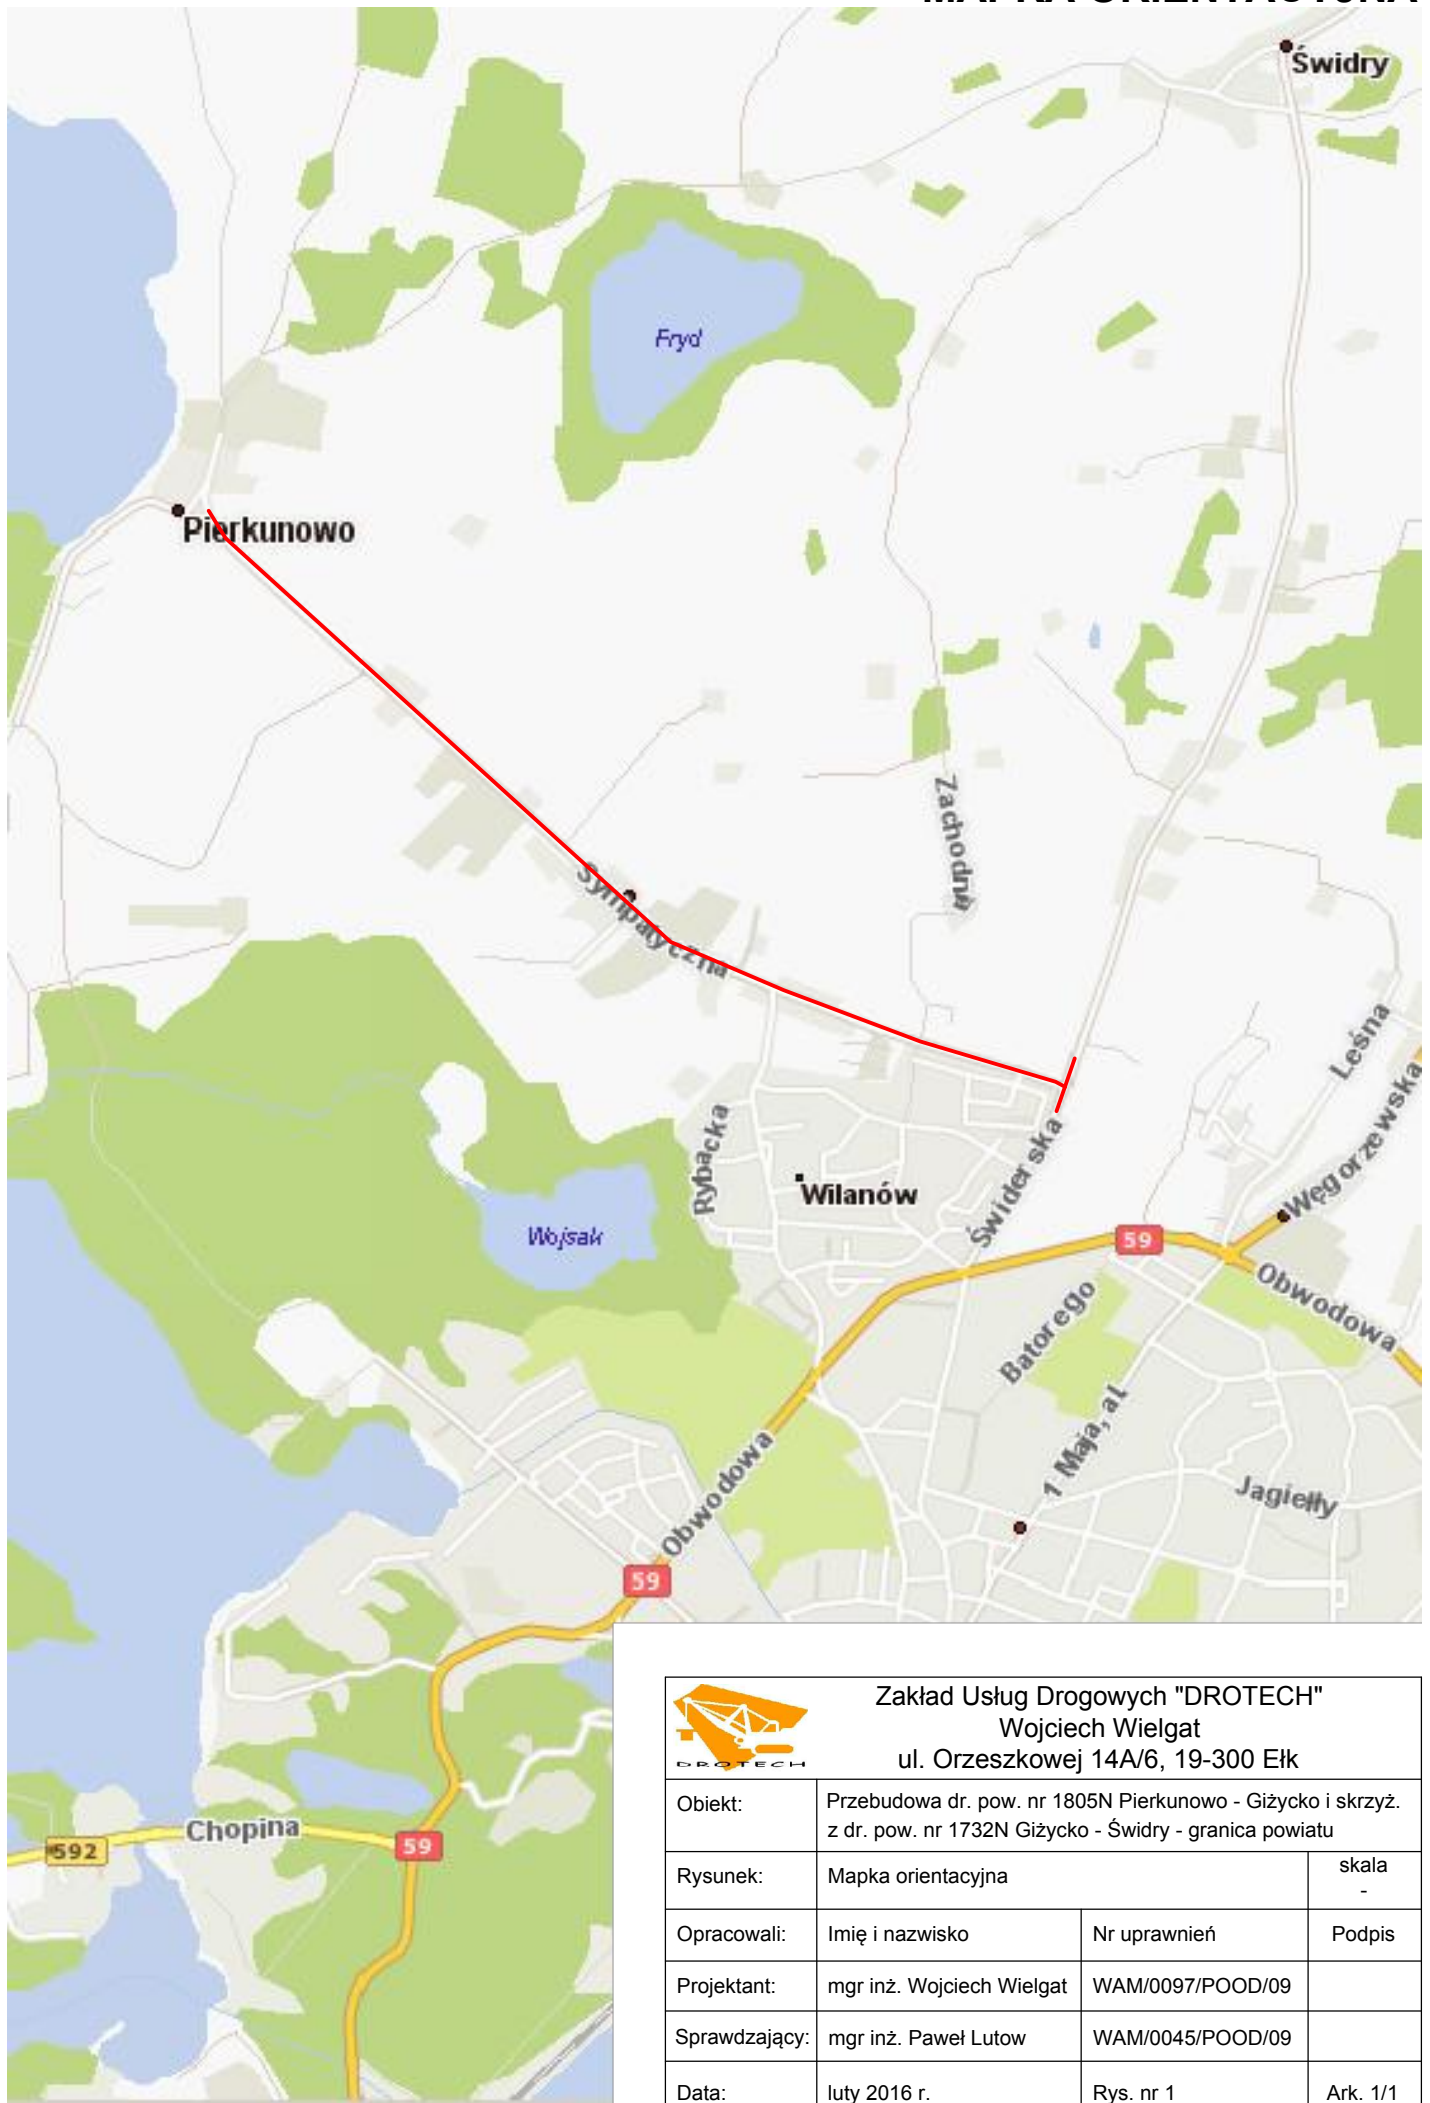 MAPKA ORIENTACYJNA
Świdry
Fryd
Pierkunowo
Zachodnia
Sympatyczna
Leśna
Węgorzewska
Rybacka
Wilanów
Świderska
Wojsak
59
Obwodowa
Batorego
1 Maja, al.
Jagiełły
Obwodowa
59
Chopina
592
59
DROTECH
Zakład Usług Drogowych "DROTECH"
Wojciech Wielgat
ul. Orzeszkowej 14A/6, 19-300 Ełk
Obiekt: Przebudowa dr. pow. nr 1805N Pierkunowo - Giżycko i skrzyż.
z dr. pow. nr 1732N Giżycko - Świdry - granica powiatu
Rysunek: Mapka orientacyjna skala
-
Opracowali: Imię i nazwisko Nr uprawnień Podpis
Projektant: mgr inż. Wojciech Wielgat WAM/0097/POOD/09
Sprawdzający: mgr inż. Paweł Lutow WAM/0045/POOD/09
Data: luty 2016 r. Rys. nr 1 Ark. 1/1